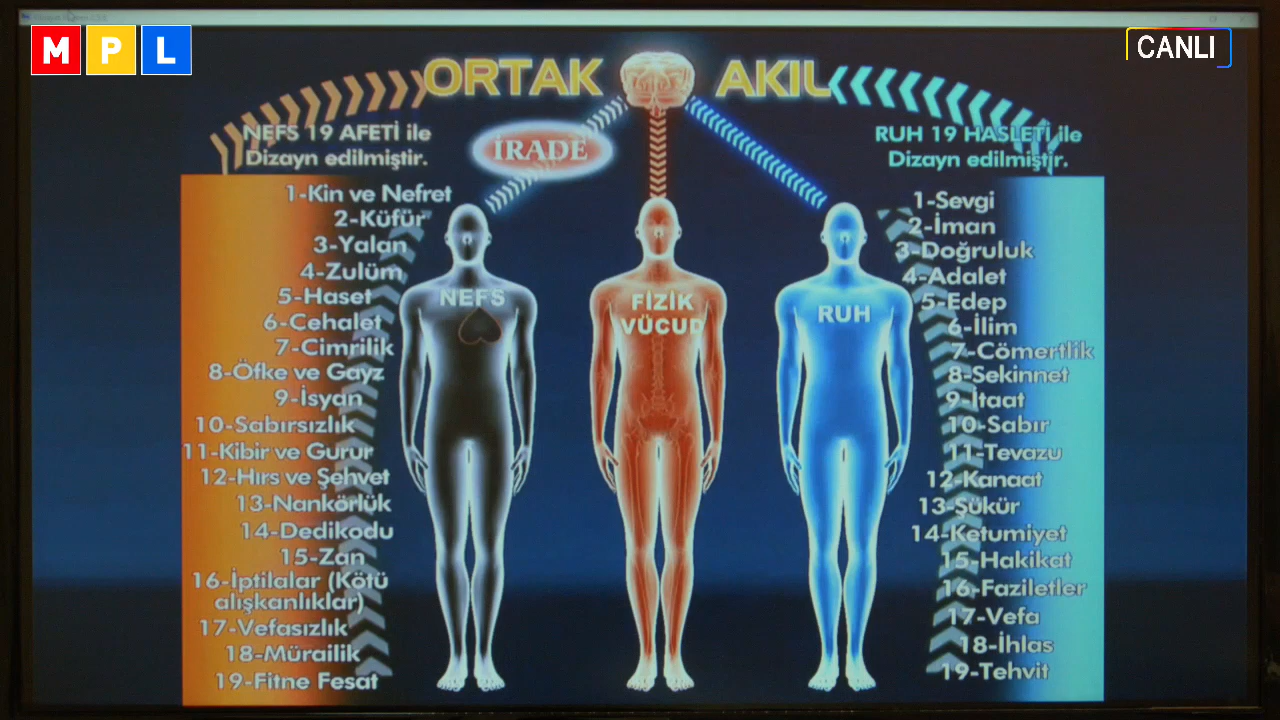 MPL
CANLI
ORTAK AKIL
NEFS 19 AFETİ ile
Dizayn edilmiştir.
İRADE
RUH 19 HASLETİ ile
Dizayn edilmiştir.
1-Kin ve Nefret
2-Küfür
3-Yalan
4-Zulüm
5-Haset
6-Cehalet
7-Cimrilik
8-Öfke ve Gayz
9-İsyan
10-Sabırsızlık
11-Kibir ve Gurur
12-Hırs ve Şehvet
13-Nankörlük
14-Dedikodu
15-Zan
16-İptilalar (Kötü
alışkanlıklar)
17-Vefasızlık
18-Mürailik
19-Fitne Fesat
NEFS
FİZİK
VÜCUD
RUH
1-Sevgi
2-İman
3-Doğruluk
4-Adalet
5-Edep
6-İlim
7-Cömertlik
8-Sekinnet
9-İtaat
10-Sabır
11-Tevazu
12-Kanaat
13-Şükür
14-Ketumiyet
15-Hakikat
16-Faziletler
17-Vefa
18-İhlas
19-Tehvit